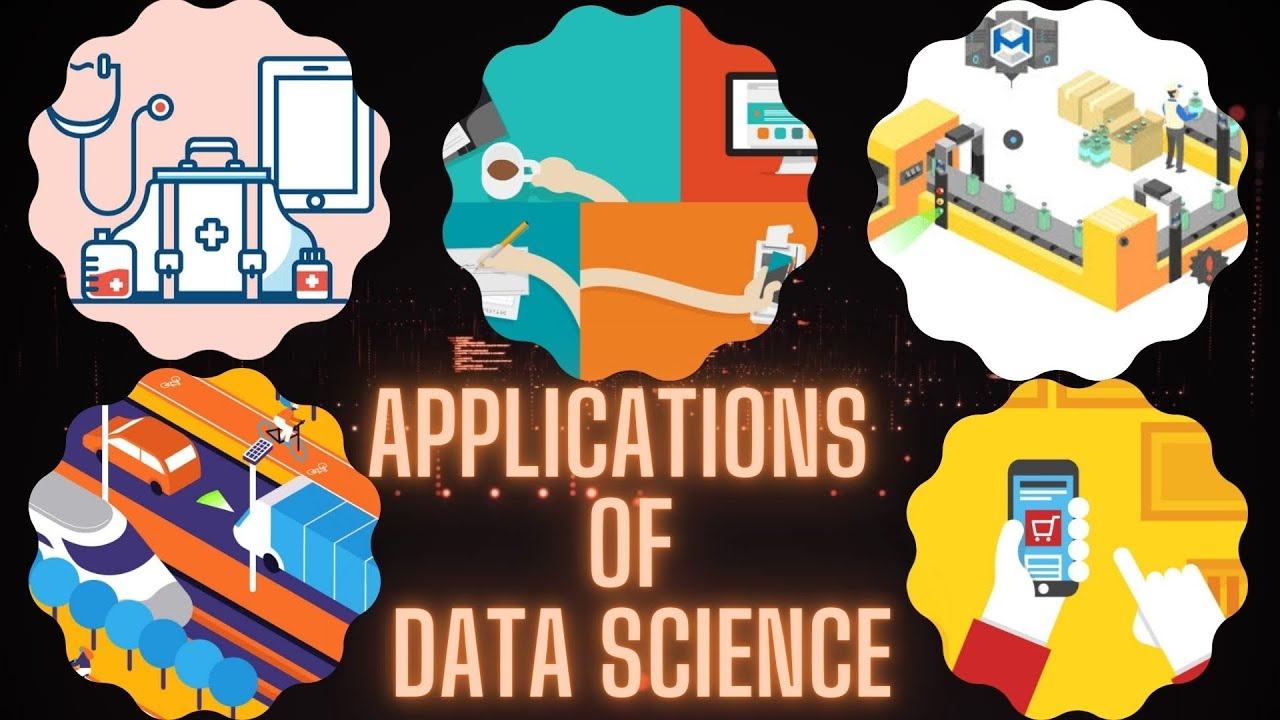 APPLICATIONS
OF
DATA SCIENCE